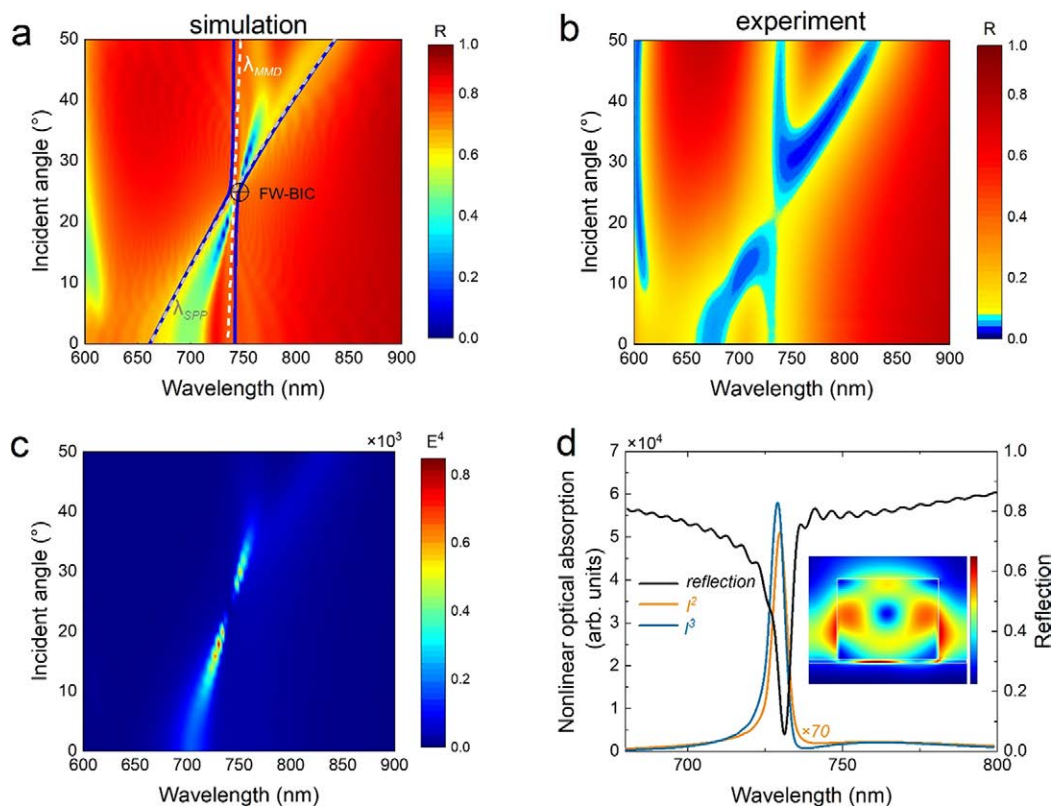 a
simulation
Incident angle (°)
50
40
30
20
10
0
λMMD
FW-BIC
λSPP
600 650 700 750 800 850 900
Wavelength (nm)
R
1.0
0.8
0.6
0.4
0.2
0.0
b
experiment
Incident angle (°)
50
40
30
20
10
0
600 650 700 750 800 850 900
Wavelength (nm)
R
1.0
0.8
0.6
0.4
0.2
0.0
c
×10³
Incident angle (°)
50
40
30
20
10
0
600 650 700 750 800 850 900
Wavelength (nm)
E⁴
0.8
0.6
0.4
0.2
0.0
d
×10⁴
Nonlinear optical absorption
(arb. units)
7
6
5
4
3
2
1
0
reflection
I²
I³
×70
700 750 800
Wavelength (nm)
1.0
0.8
0.6
0.4
0.2
0.0
Reflection